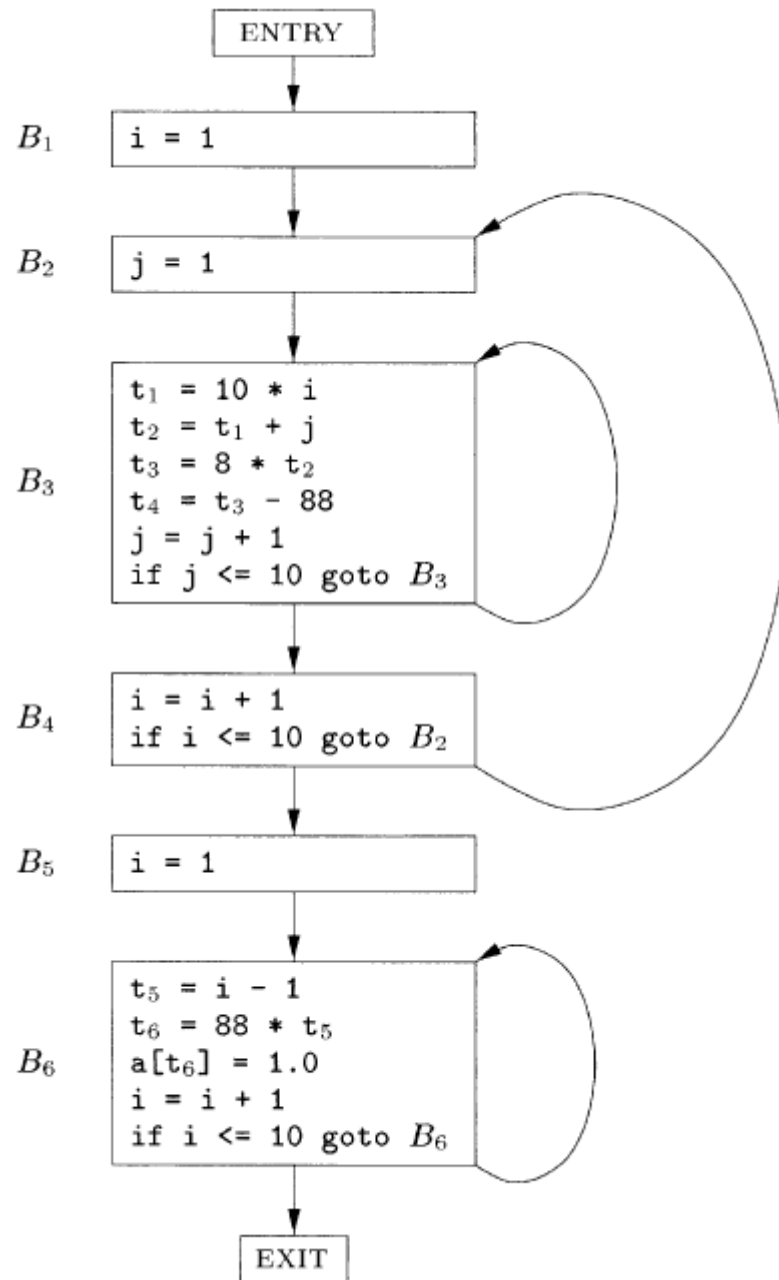 ENTRY
B₁
i = 1
B₂
j = 1
B₃
t₁ = 10 * i
t₂ = t₁ + j
t₃ = 8 * t₂
t₄ = t₃ - 88
j = j + 1
if j <= 10 goto B₃
B₄
i = i + 1
if i <= 10 goto B₂
B₅
i = 1
B₆
t₅ = i - 1
t₆ = 88 * t₅
a[t₆] = 1.0
i = i + 1
if i <= 10 goto B₆
EXIT